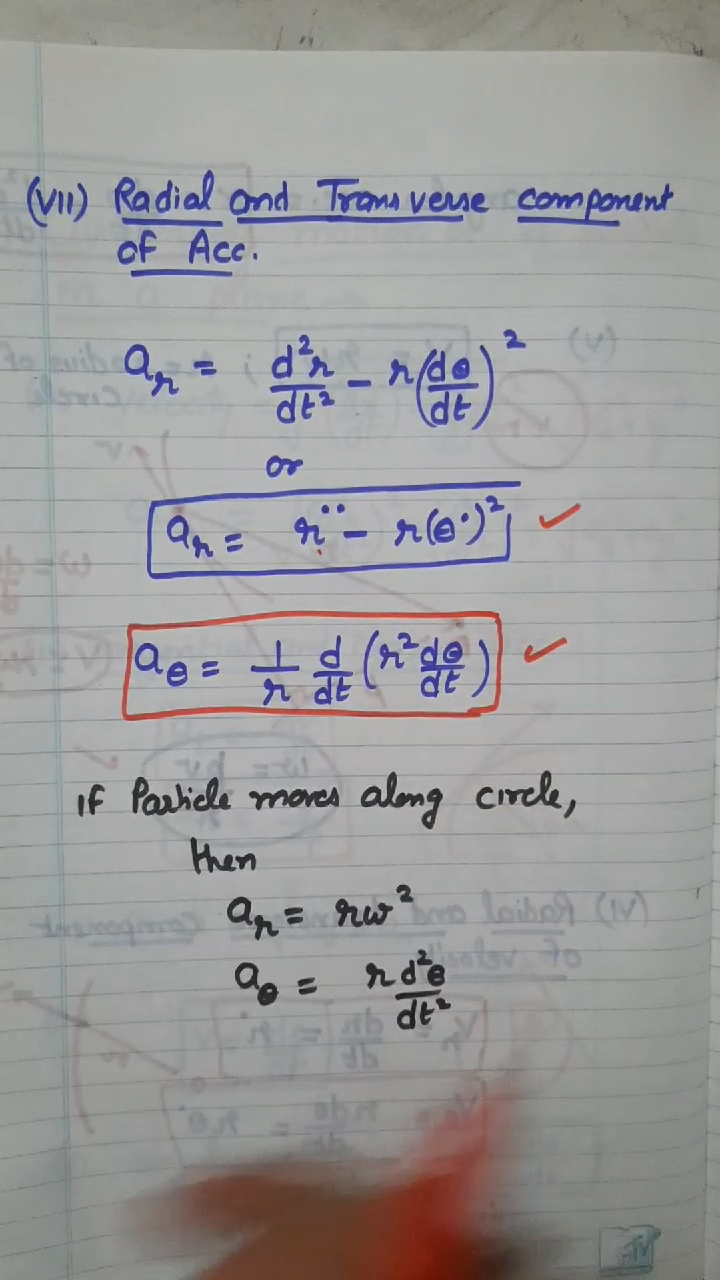 (VII) Radial and Transverse component
of Acc.
a_r = d²r/dt² - r(dθ/dt)²
or
a_r = r̈ - r(θ̇)²
a_θ = 1/r d/dt (r² dθ/dt)
if Particle moves along circle,
then
a_r = rω²
a_θ = r d²θ/dt²